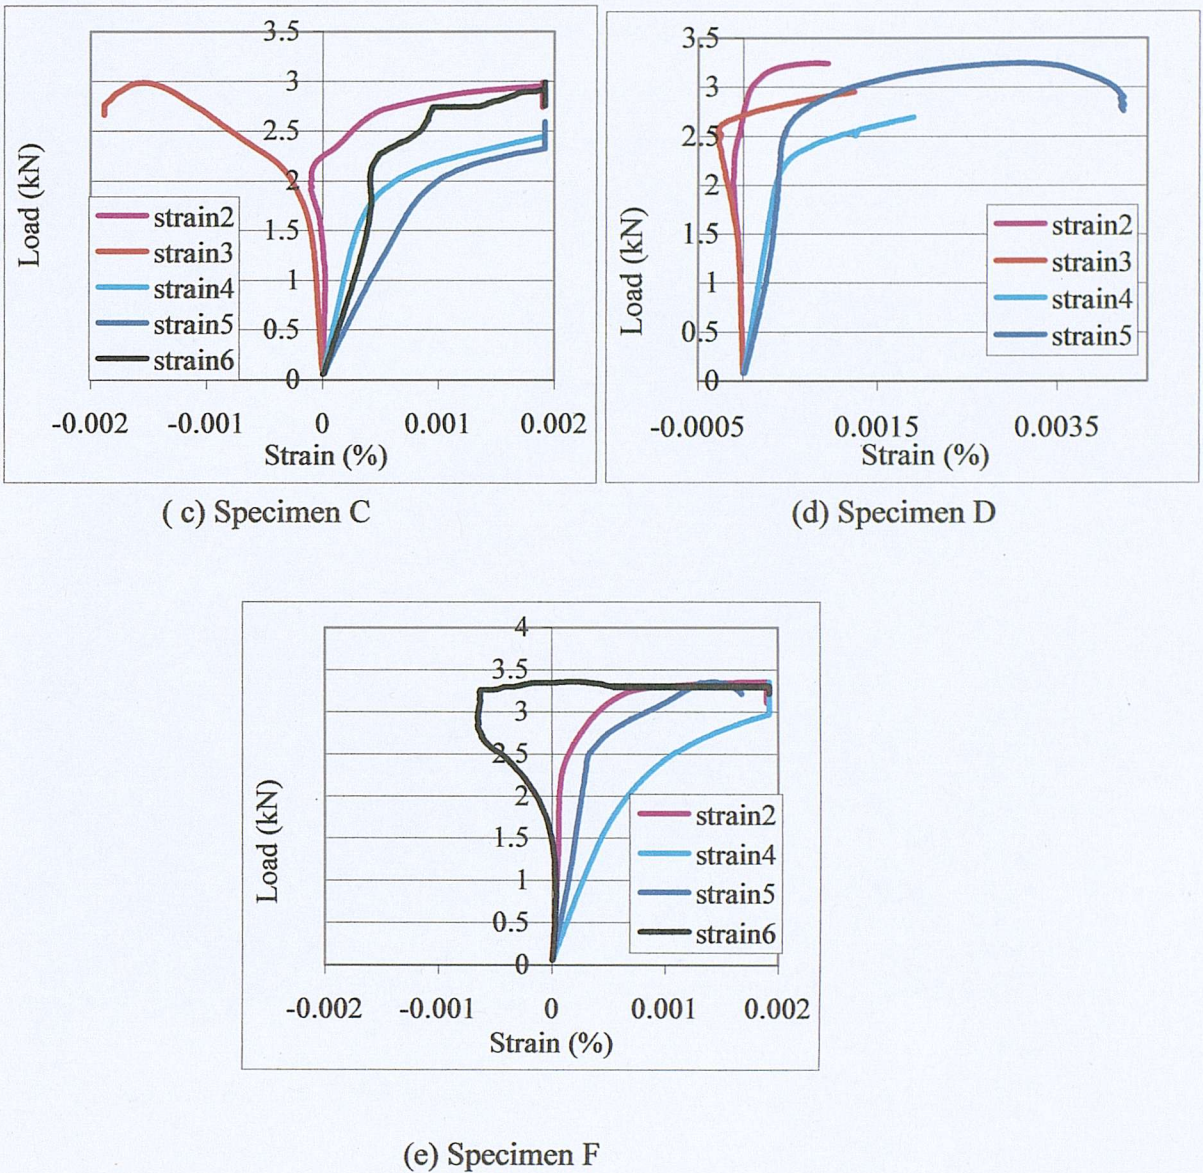 3.5
3
2.5
2
1.5
1
0.5
0
Load (kN)
strain2
strain3
strain4
strain5
strain6
-0.002 -0.001 0 0.001 0.002
Strain (%)
( c) Specimen C
3.5
3
2.5
2
1.5
1
0.5
0
Load (kN)
strain2
strain3
strain4
strain5
-0.0005 0.0015 0.0035
Strain (%)
(d) Specimen D
4
3.5
3
2.5
2
1.5
1
0.5
0
Load (kN)
strain2
strain4
strain5
strain6
-0.002 -0.001 0 0.001 0.002
Strain (%)
(e) Specimen F